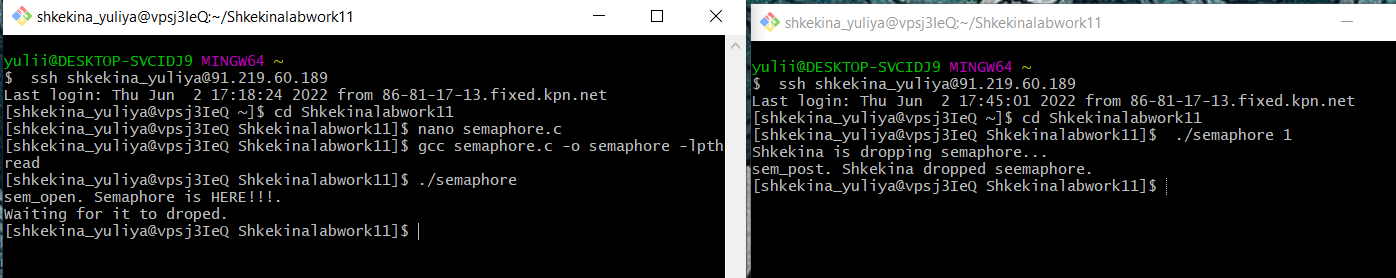 shkekina_yuliya@vpsj3IeQ:~/Shkekinalabwork11
yulii@DESKTOP-SVCIDJ9 MINGW64 ~
$  ssh shkekina_yuliya@91.219.60.189
Last login: Thu Jun  2 17:18:24 2022 from 86-81-17-13.fixed.kpn.net
[shkekina_yuliya@vpsj3IeQ ~]$ cd Shkekinalabwork11
[shkekina_yuliya@vpsj3IeQ Shkekinalabwork11]$ nano semaphore.c
[shkekina_yuliya@vpsj3IeQ Shkekinalabwork11]$ gcc semaphore.c -o semaphore -lpth
read
[shkekina_yuliya@vpsj3IeQ Shkekinalabwork11]$ ./semaphore
sem_open. Semaphore is HERE!!!.
Waiting for it to droped.
[shkekina_yuliya@vpsj3IeQ Shkekinalabwork11]$
shkekina_yuliya@vpsj3IeQ:~/Shkekinalabwork11
yulii@DESKTOP-SVCIDJ9 MINGW64 ~
$  ssh shkekina_yuliya@91.219.60.189
Last login: Thu Jun  2 17:45:01 2022 from 86-81-17-13.fixed.kpn.net
[shkekina_yuliya@vpsj3IeQ ~]$ cd Shkekinalabwork11
[shkekina_yuliya@vpsj3IeQ Shkekinalabwork11]$  ./semaphore 1
Shkekina is dropping semaphore...
sem_post. Shkekina dropped seemaphore.
[shkekina_yuliya@vpsj3IeQ Shkekinalabwork11]$